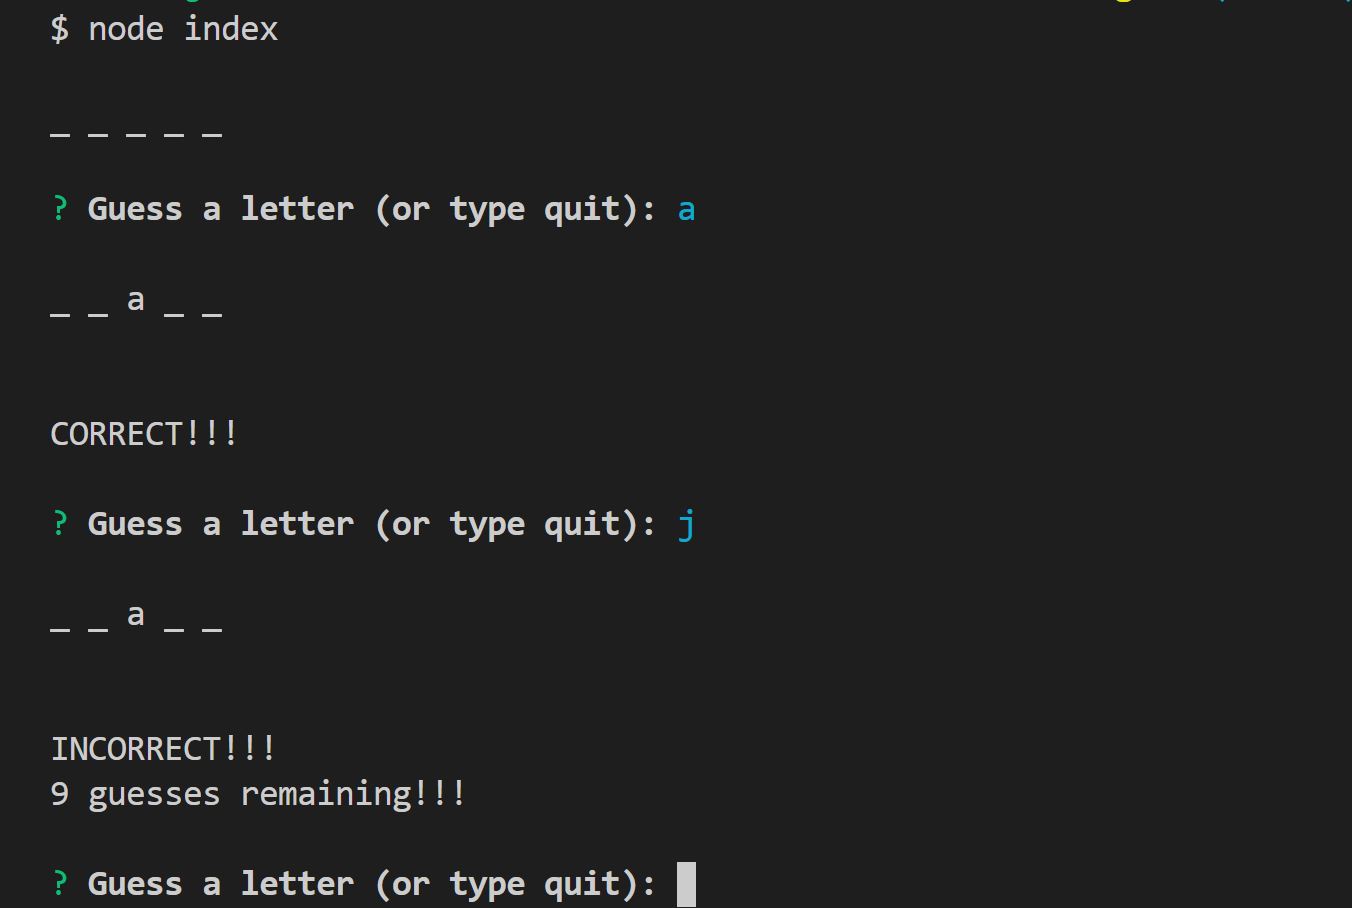 $ node index
_ _ _ _ _
? Guess a letter (or type quit): a
_ _ a _ _
CORRECT!!!
? Guess a letter (or type quit): j
_ _ a _ _
INCORRECT!!!
9 guesses remaining!!!
? Guess a letter (or type quit):